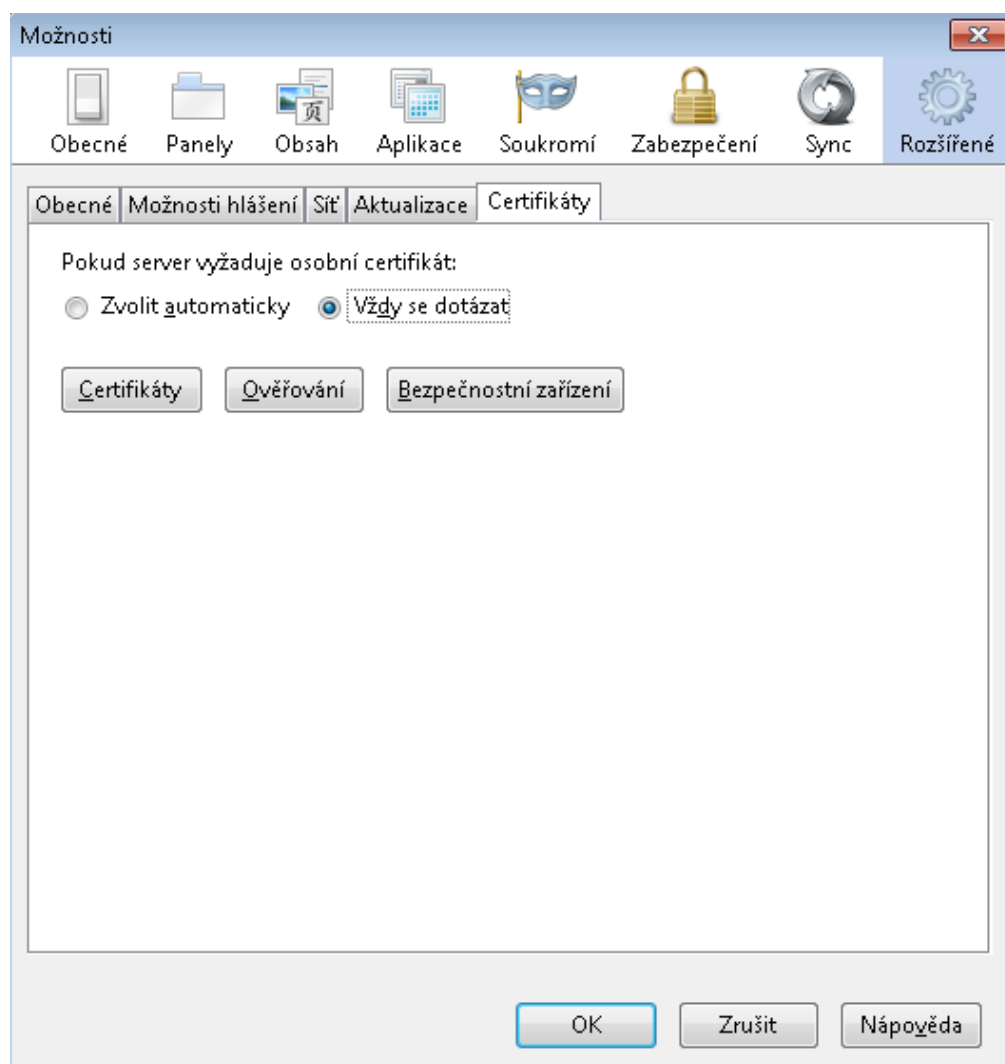 Možnosti
Obecné Panely Obsah Aplikace Soukromí Zabezpečení Sync Rozšířené
Obecné Možnosti hlášení Síť Aktualizace Certifikáty
Pokud server vyžaduje osobní certifikát:
Zvolit automaticky Vždy se dotázat
Certifikáty Ověřování Bezpečnostní zařízení
OK Zrušit Nápověda